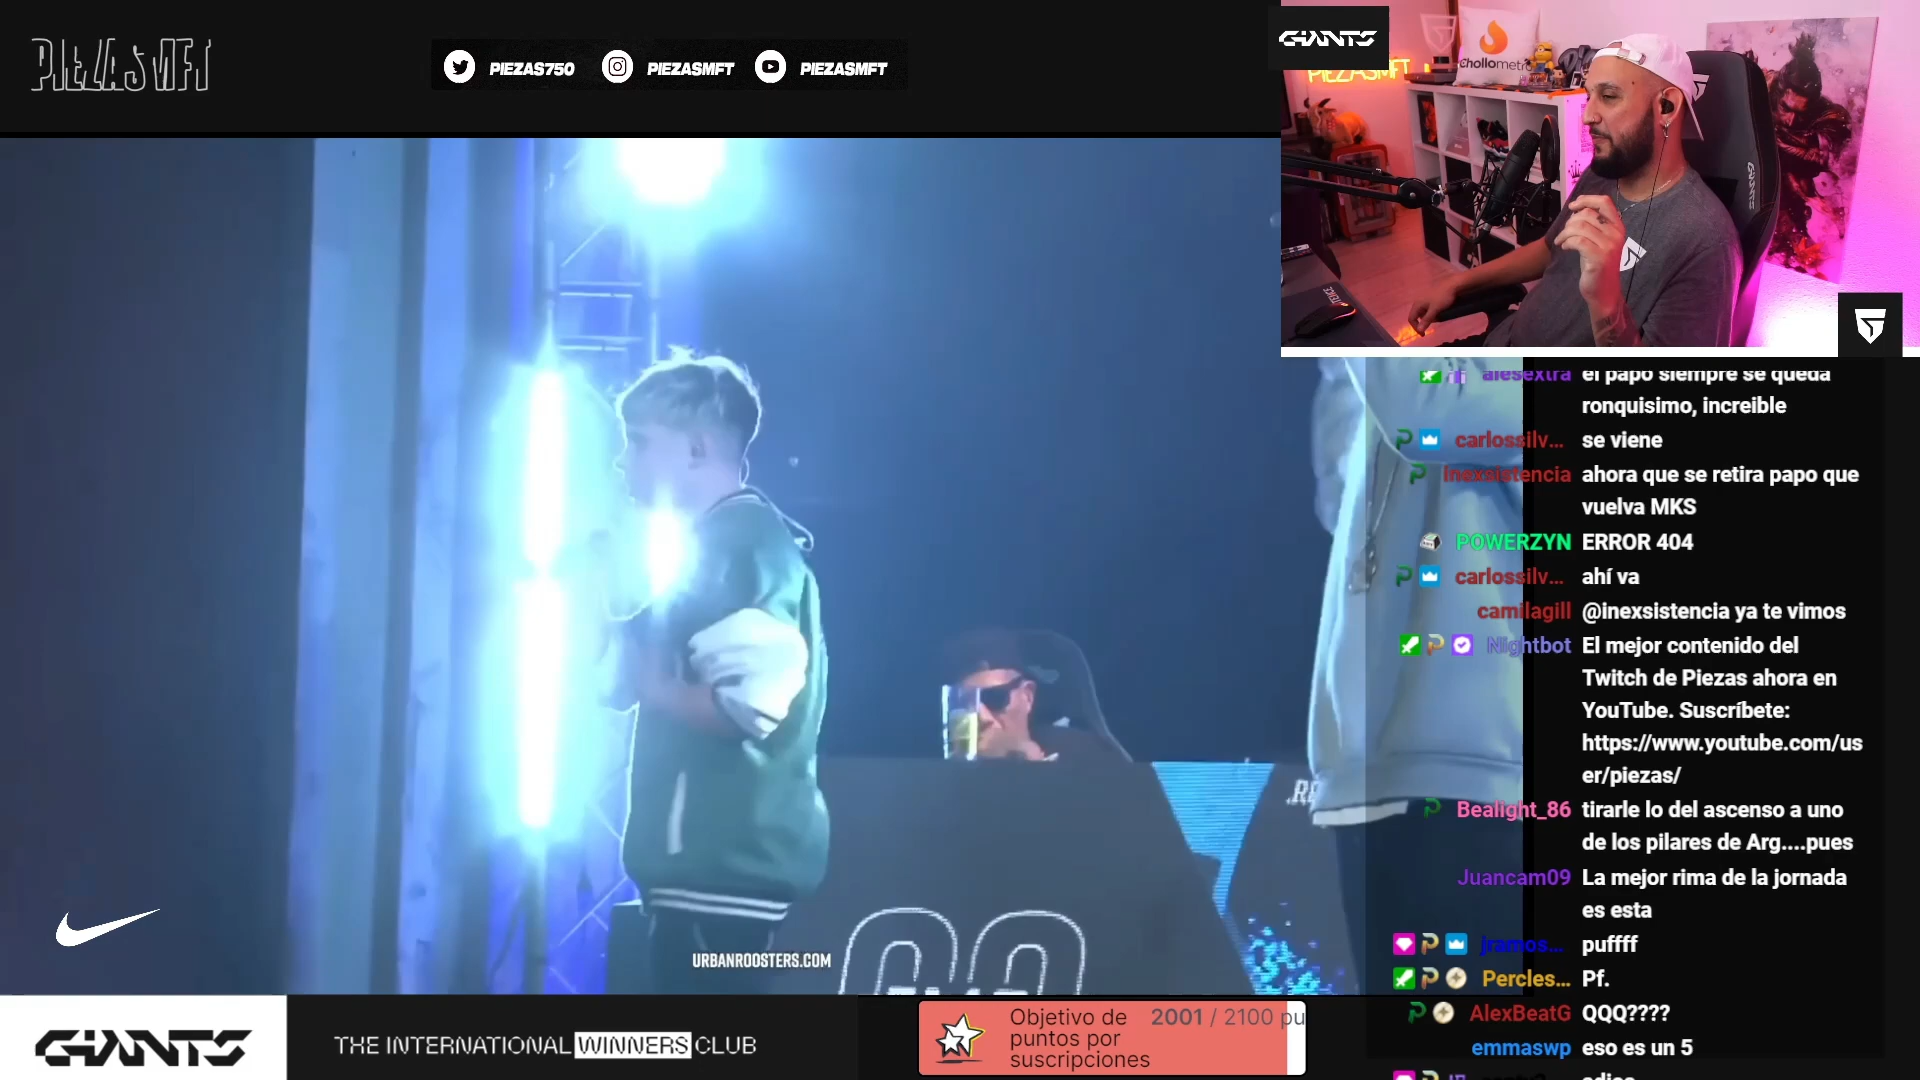 PIEZASMFT
PIEZAS750
PIEZASMFT
PIEZASMFT
GIANTS
PIEZASMFT
Chollometro
alesextra el papo siempre se queda
ronquisimo, increible
carlossilv... se viene
Inexsistencia ahora que se retira papo que
vuelva MKS
POWERZYN ERROR 404
carlossilv... ahí va
camilagill @inexsistencia ya te vimos
Nightbot El mejor contenido del
Twitch de Piezas ahora en
YouTube. Suscríbete:
https://www.youtube.com/us
er/piezas/
Bealight_86 tirarle lo del ascenso a uno
de los pilares de Arg....pues
Juancam09 La mejor rima de la jornada
es esta
jramos... puffff
Percles... Pf.
AlexBeatG QQQ????
emmaswp eso es un 5
URBANROOSTERS.COM
GIANTS
THE INTERNATIONAL WINNERS CLUB
Objetivo de
puntos por
suscripciones
2001 / 2100 pu